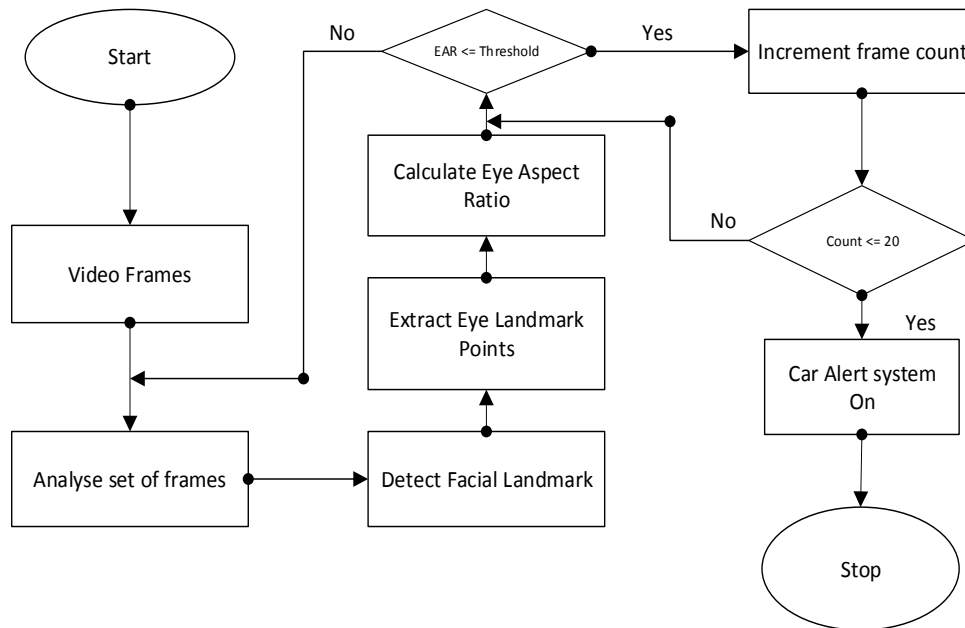 Start
Video Frames
Analyse set of frames
Detect Facial Landmark
Extract Eye Landmark
Points
Calculate Eye Aspect
Ratio
EAR <= Threshold
No
Yes
Increment frame count
Count <= 20
No
Yes
Car Alert system
On
Stop